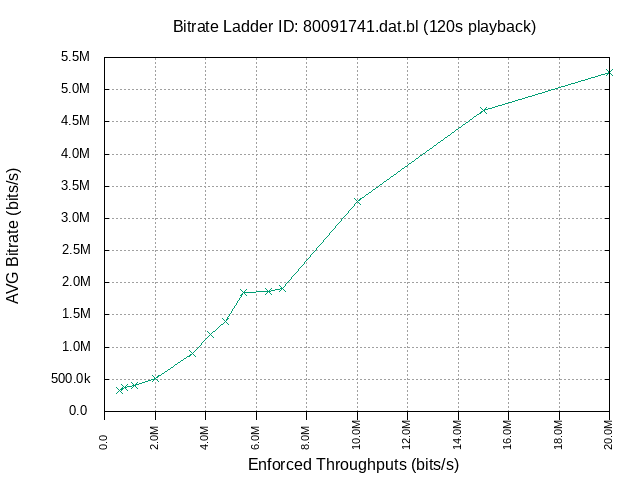 Bitrate Ladder ID: 80091741.dat.bl (120s playback)
5.5M
5.0M
4.5M
4.0M
3.5M
3.0M
2.5M
2.0M
1.5M
1.0M
500.0k
0.0
AVG Bitrate (bits/s)
0.0
2.0M
4.0M
6.0M
8.0M
10.0M
12.0M
14.0M
16.0M
18.0M
20.0M
Enforced Throughputs (bits/s)